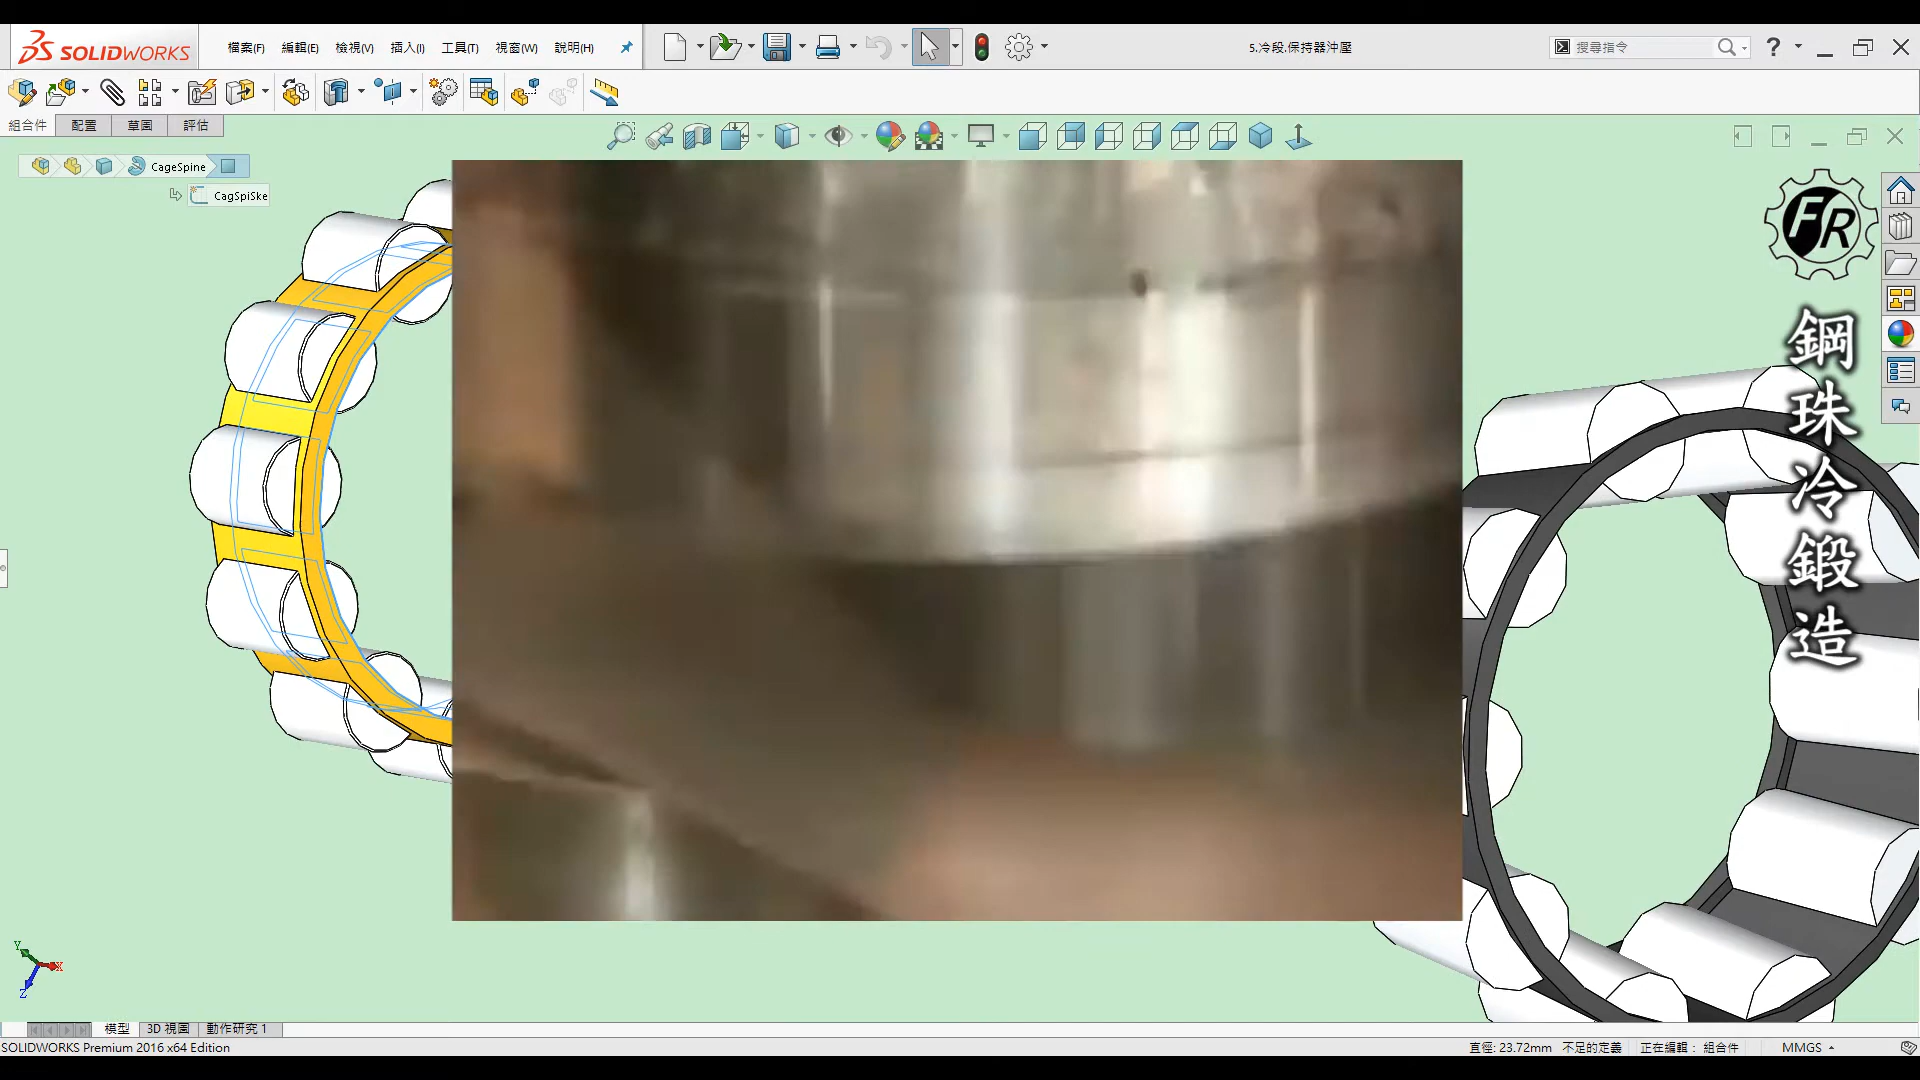 SOLIDWORKS
檔案(F) 編輯(E) 檢視(V) 插入(I) 工具(T) 視窗(W) 說明(H)
5.冷段.保持器沖壓
搜尋指令
組合件 配置 草圖 評估
CageSpine
CagSpiSke
FR
鋼珠冷鍛造
Y
X
Z
模型 3D 視圖 動作研究 1
SOLIDWORKS Premium 2016 x64 Edition
直徑: 23.72mm 不足的定義 正在編輯: 組合件 MMGS